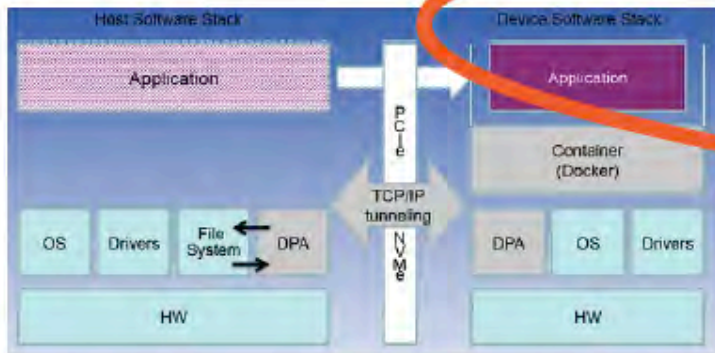 Host Software Stack
Device Software Stack
Application
Application
PCIe
Container
(Docker)
TCP/IP
tunneling
OS
Drivers
File
System
DPA
NVMe
DPA
OS
Drivers
HW
HW